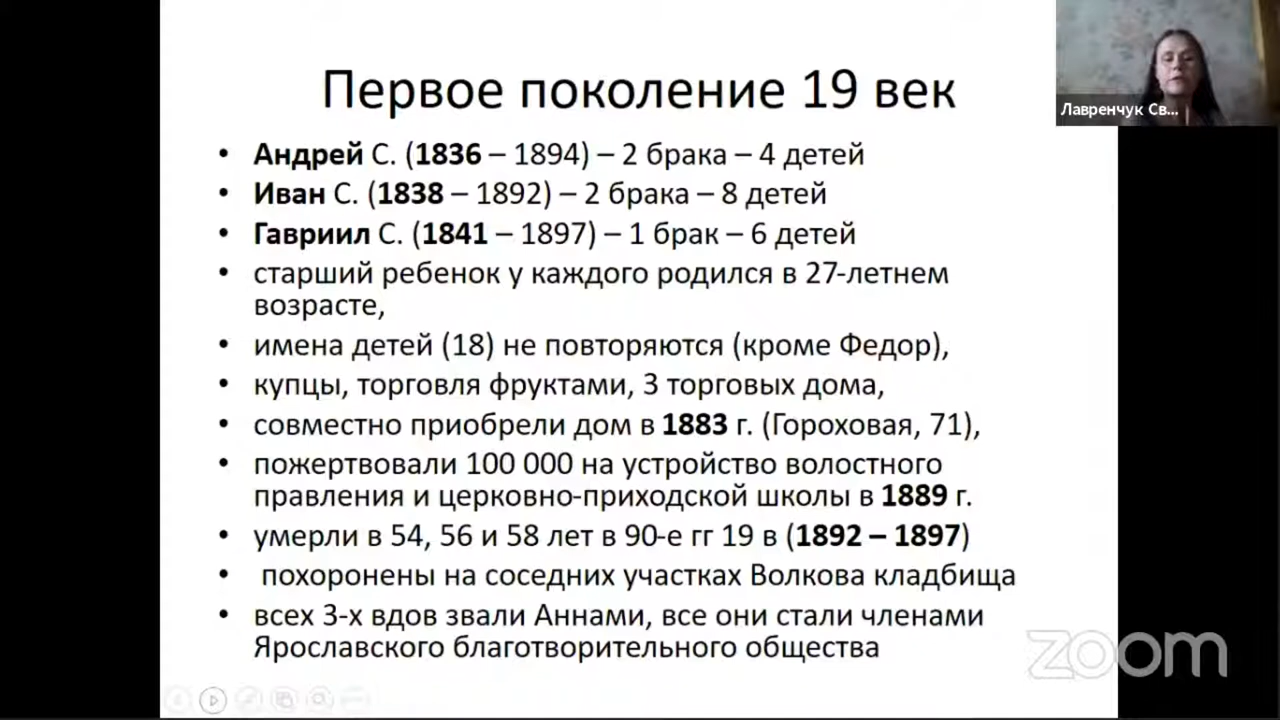 Первое поколение 19 век
Лавренчук Св...
• Андрей С. (1836 – 1894) – 2 брака – 4 детей
• Иван С. (1838 – 1892) – 2 брака – 8 детей
• Гавриил С. (1841 – 1897) – 1 брак – 6 детей
• старший ребенок у каждого родился в 27-летнем
возрасте,
• имена детей (18) не повторяются (кроме Федор),
• купцы, торговля фруктами, 3 торговых дома,
• совместно приобрели дом в 1883 г. (Гороховая, 71),
• пожертвовали 100 000 на устройство волостного
правления и церковно-приходской школы в 1889 г.
• умерли в 54, 56 и 58 лет в 90-е гг 19 в (1892 – 1897)
• похоронены на соседних участках Волкова кладбища
• всех 3-х вдов звали Аннами, все они стали членами
Ярославского благотворительного общества
zoom